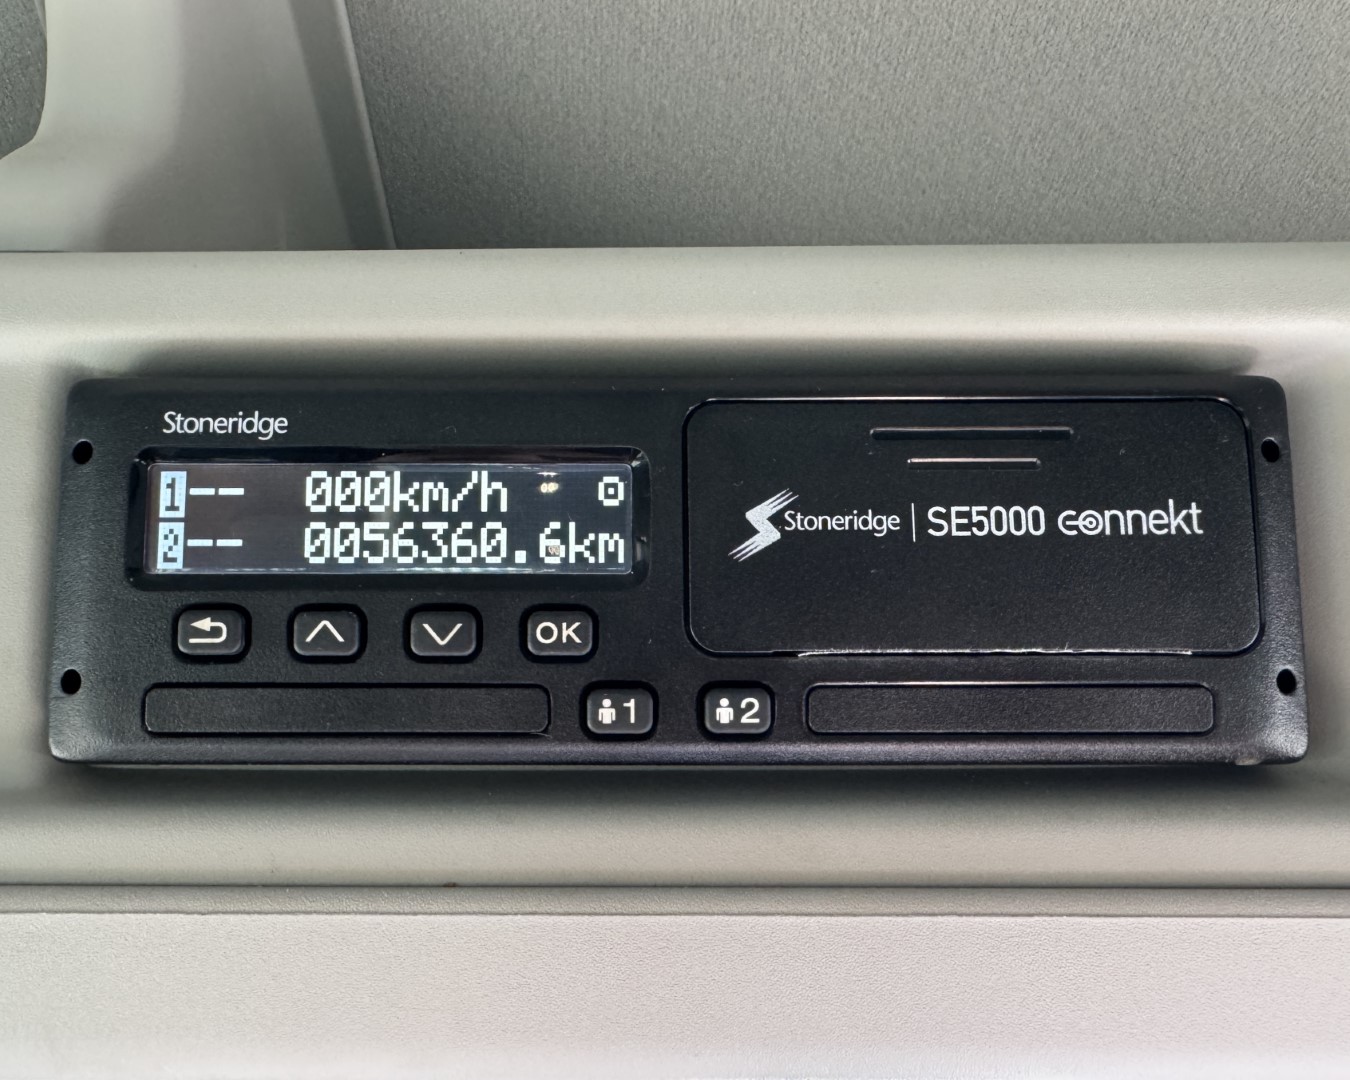 Stoneridge
1-- 000km/h
2-- 0056360.6km
Stoneridge | SE5000 connekt
OK
1 2